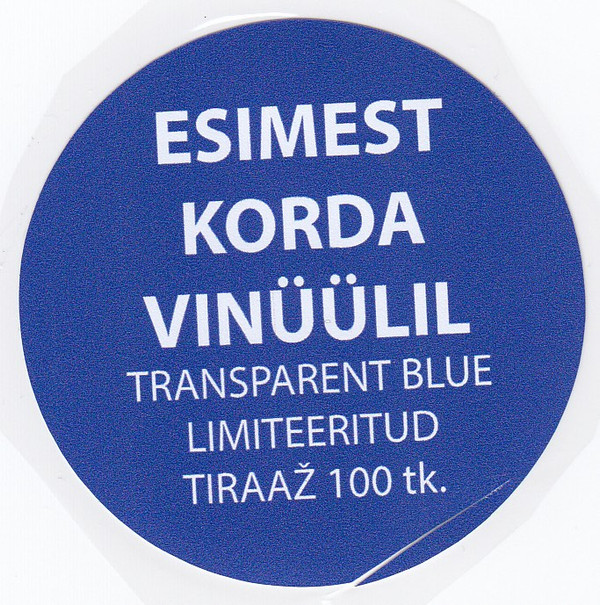 ESIMEST
KORDA
VINÜÜLIL
TRANSPARENT BLUE
LIMITEERITUD
TIRAAŽ 100 tk.